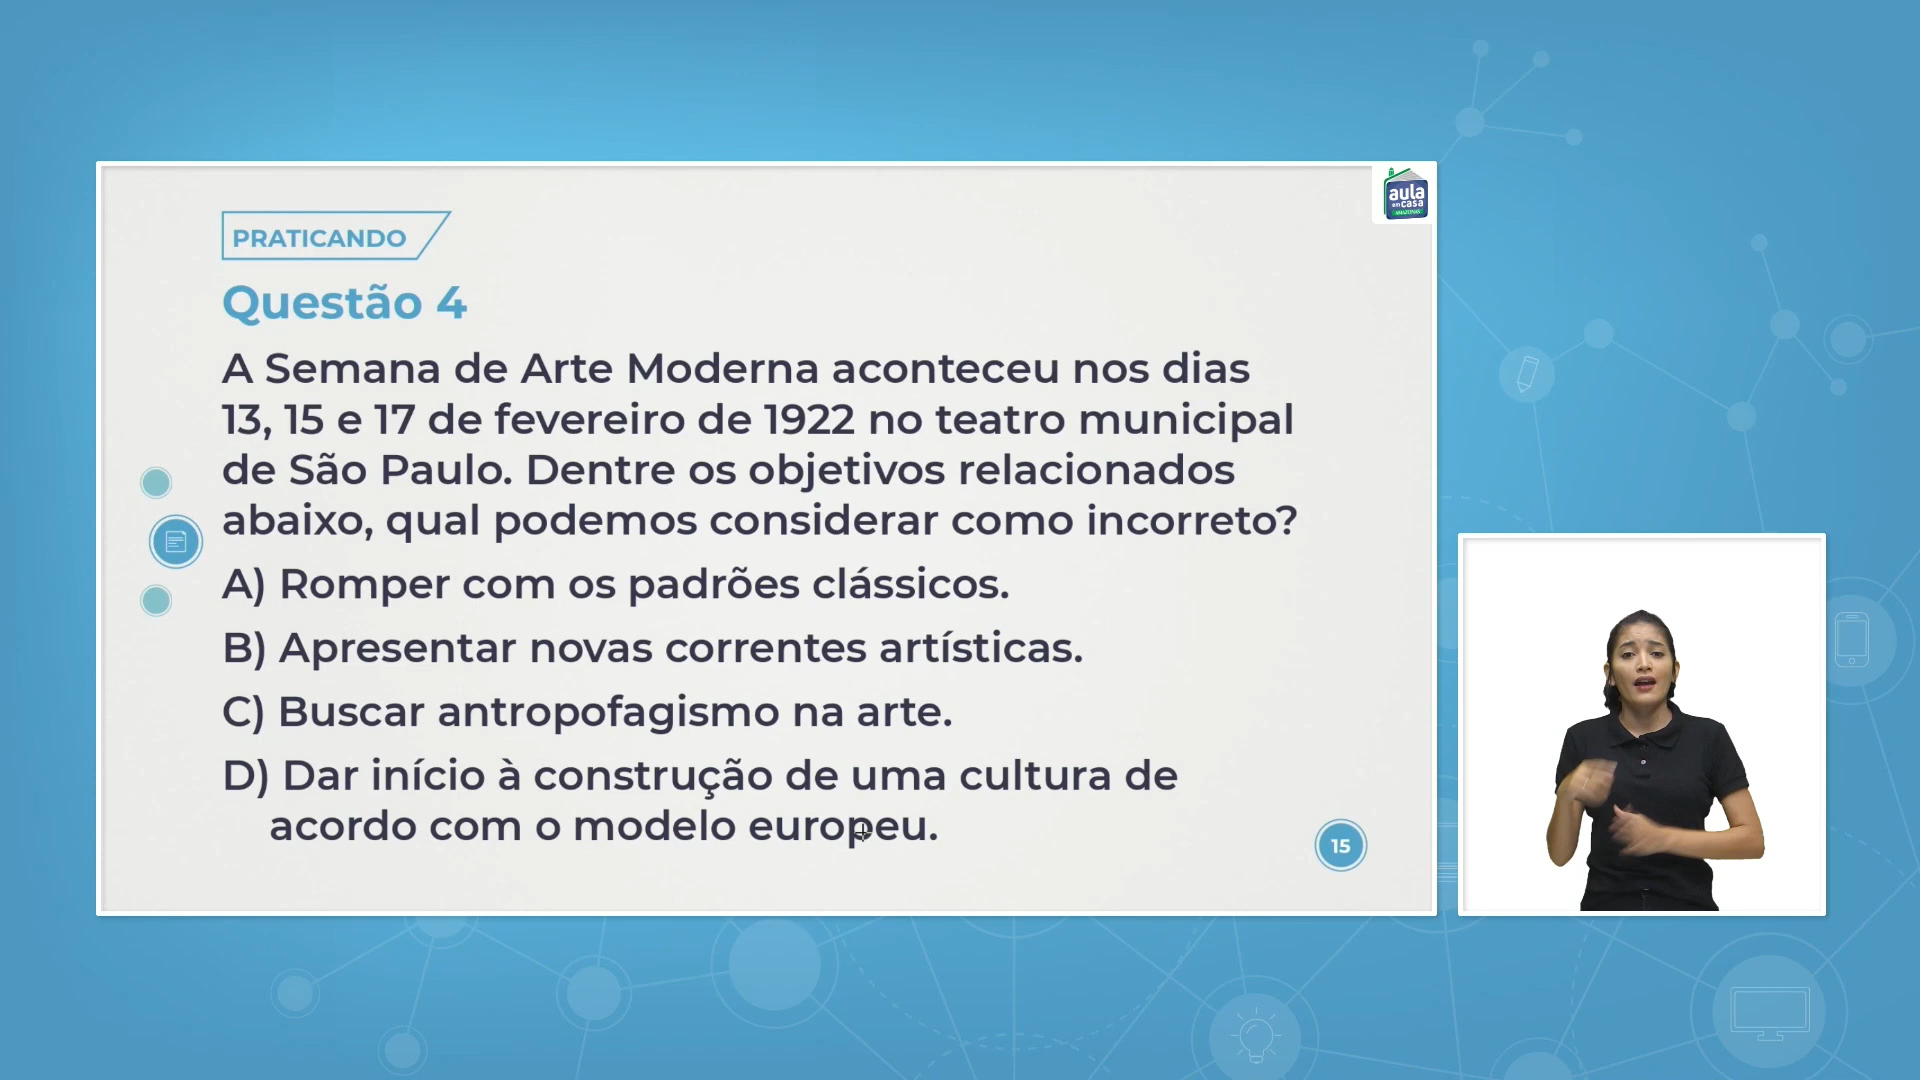 aula
em casa
AMAZONAS
PRATICANDO
Questão 4
A Semana de Arte Moderna aconteceu nos dias
13, 15 e 17 de fevereiro de 1922 no teatro municipal
de São Paulo. Dentre os objetivos relacionados
abaixo, qual podemos considerar como incorreto?
A) Romper com os padrões clássicos.
B) Apresentar novas correntes artísticas.
C) Buscar antropofagismo na arte.
D) Dar início à construção de uma cultura de
acordo com o modelo europeu.
15